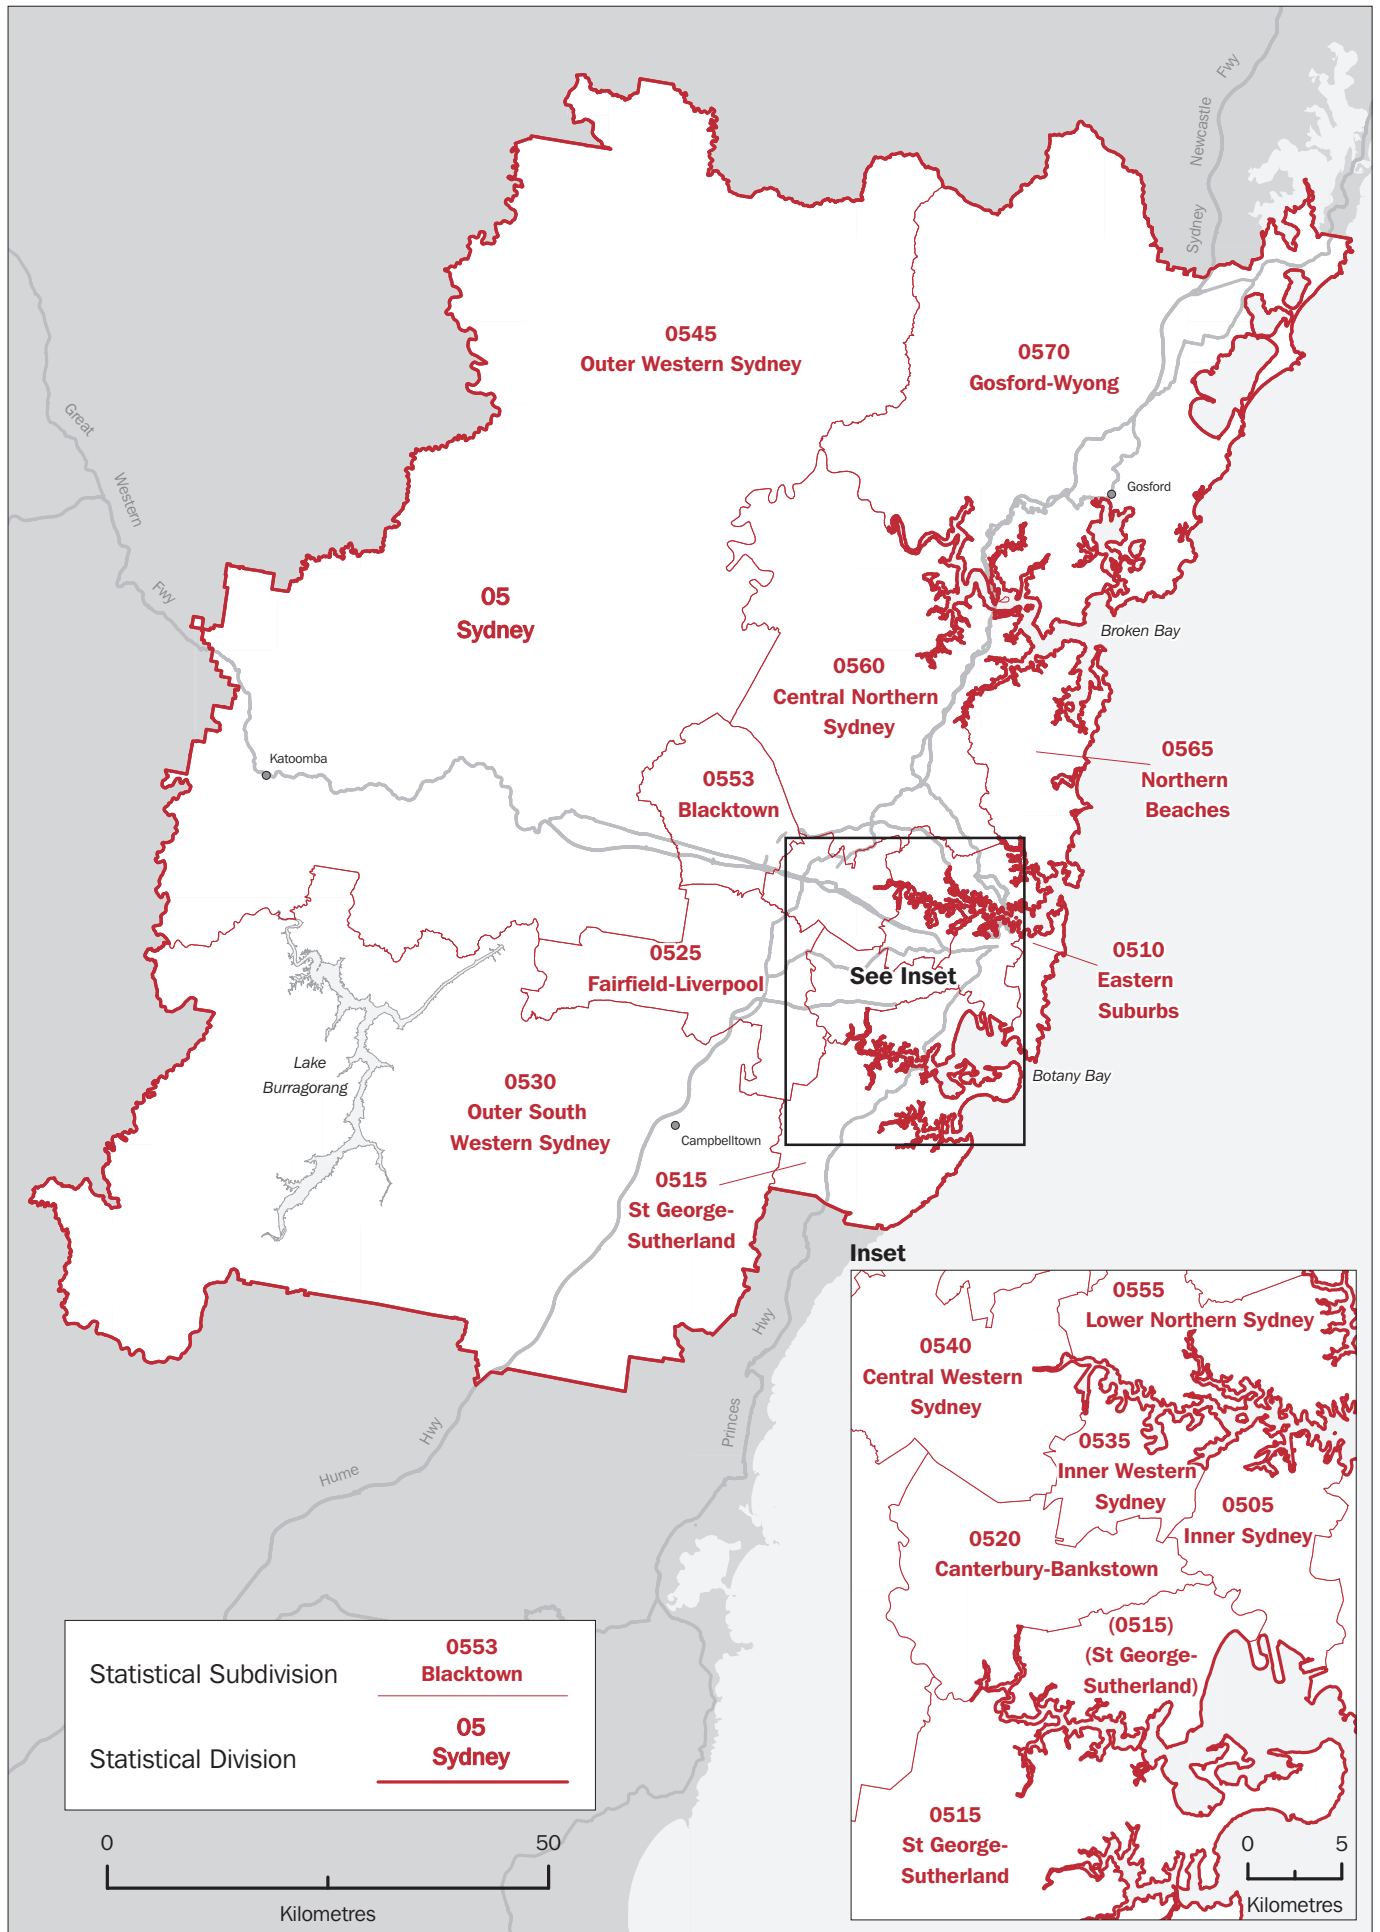 Sydney
Newcastle
Fwy
0545
Outer Western Sydney
0570
Gosford-Wyong
Great
Western
Fwy
Gosford
05
Sydney
Broken Bay
0560
Central Northern
Sydney
0565
Northern
Beaches
Katoomba
0553
Blacktown
0525
Fairfield-Liverpool
See Inset
0510
Eastern
Suburbs
Lake
Burragorang
0530
Outer South
Western Sydney
Botany Bay
Campbelltown
0515
St George-
Sutherland
Hume
Hwy
Princes
Hwy
Inset
0555
Lower Northern Sydney
0540
Central Western
Sydney
0535
Inner Western
Sydney
0505
Inner Sydney
0520
Canterbury-Bankstown
(0515)
(St George-
Sutherland)
0515
St George-
Sutherland
0 5
Kilometres
Statistical Subdivision
0553
Blacktown
Statistical Division
05
Sydney
0 50
Kilometres